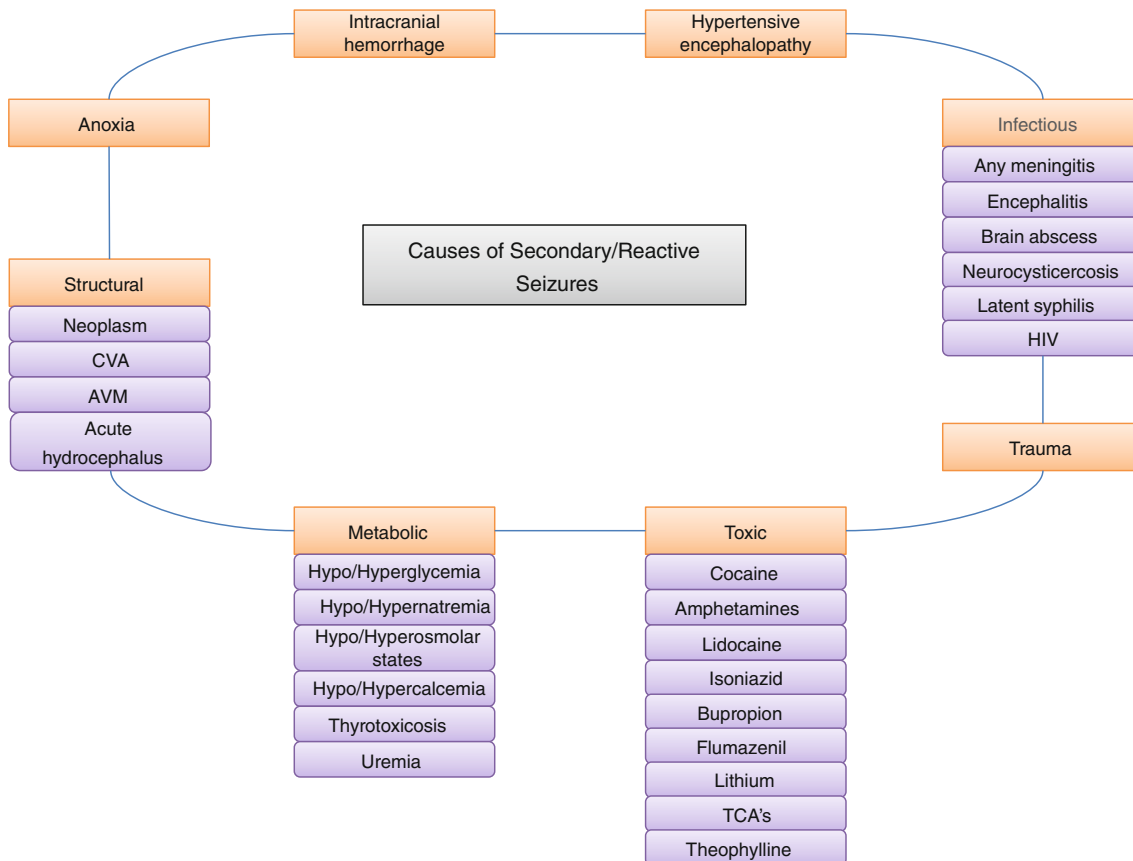 Intracranial
hemorrhage
Hypertensive
encephalopathy
Anoxia
Infectious
Any meningitis
Encephalitis
Brain abscess
Neurocysticercosis
Latent syphilis
HIV
Causes of Secondary/Reactive
Seizures
Structural
Neoplasm
CVA
AVM
Acute
hydrocephalus
Trauma
Metabolic
Hypo/Hyperglycemia
Hypo/Hypernatremia
Hypo/Hyperosmolar
states
Hypo/Hypercalcemia
Thyrotoxicosis
Uremia
Toxic
Cocaine
Amphetamines
Lidocaine
Isoniazid
Bupropion
Flumazenil
Lithium
TCA's
Theophylline